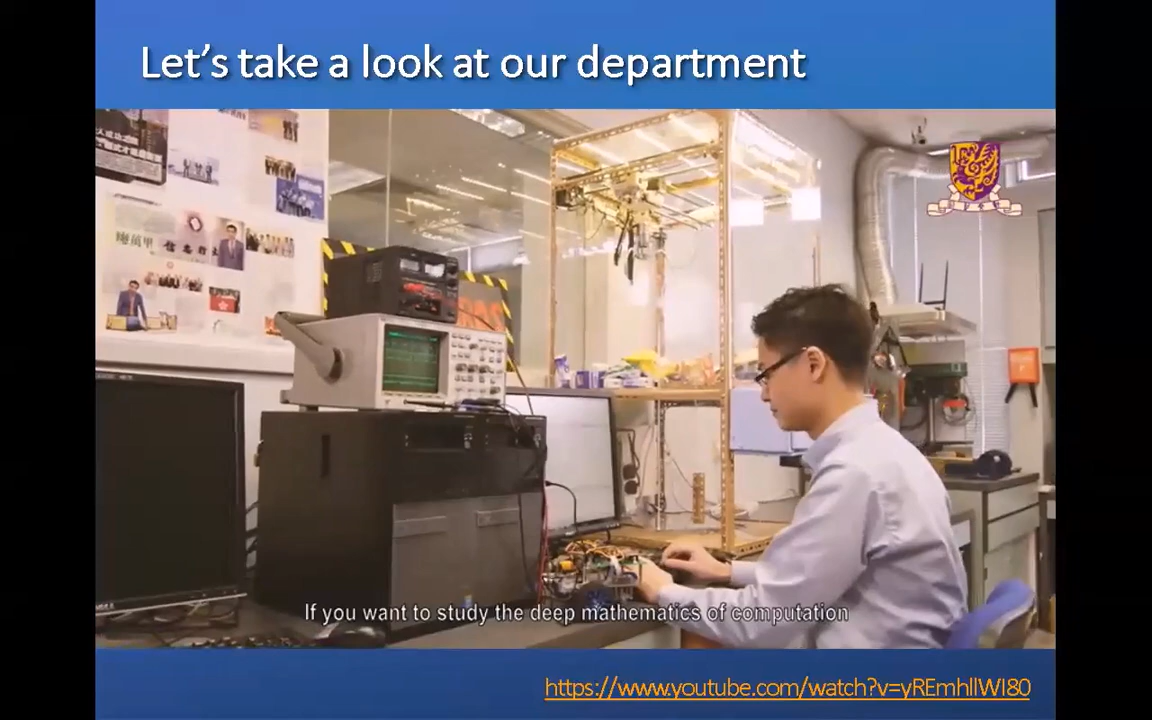 Let's take a look at our department
If you want to study the deep mathematics of computation
https://www.youtube.com/watch?v=yREmhllWI80